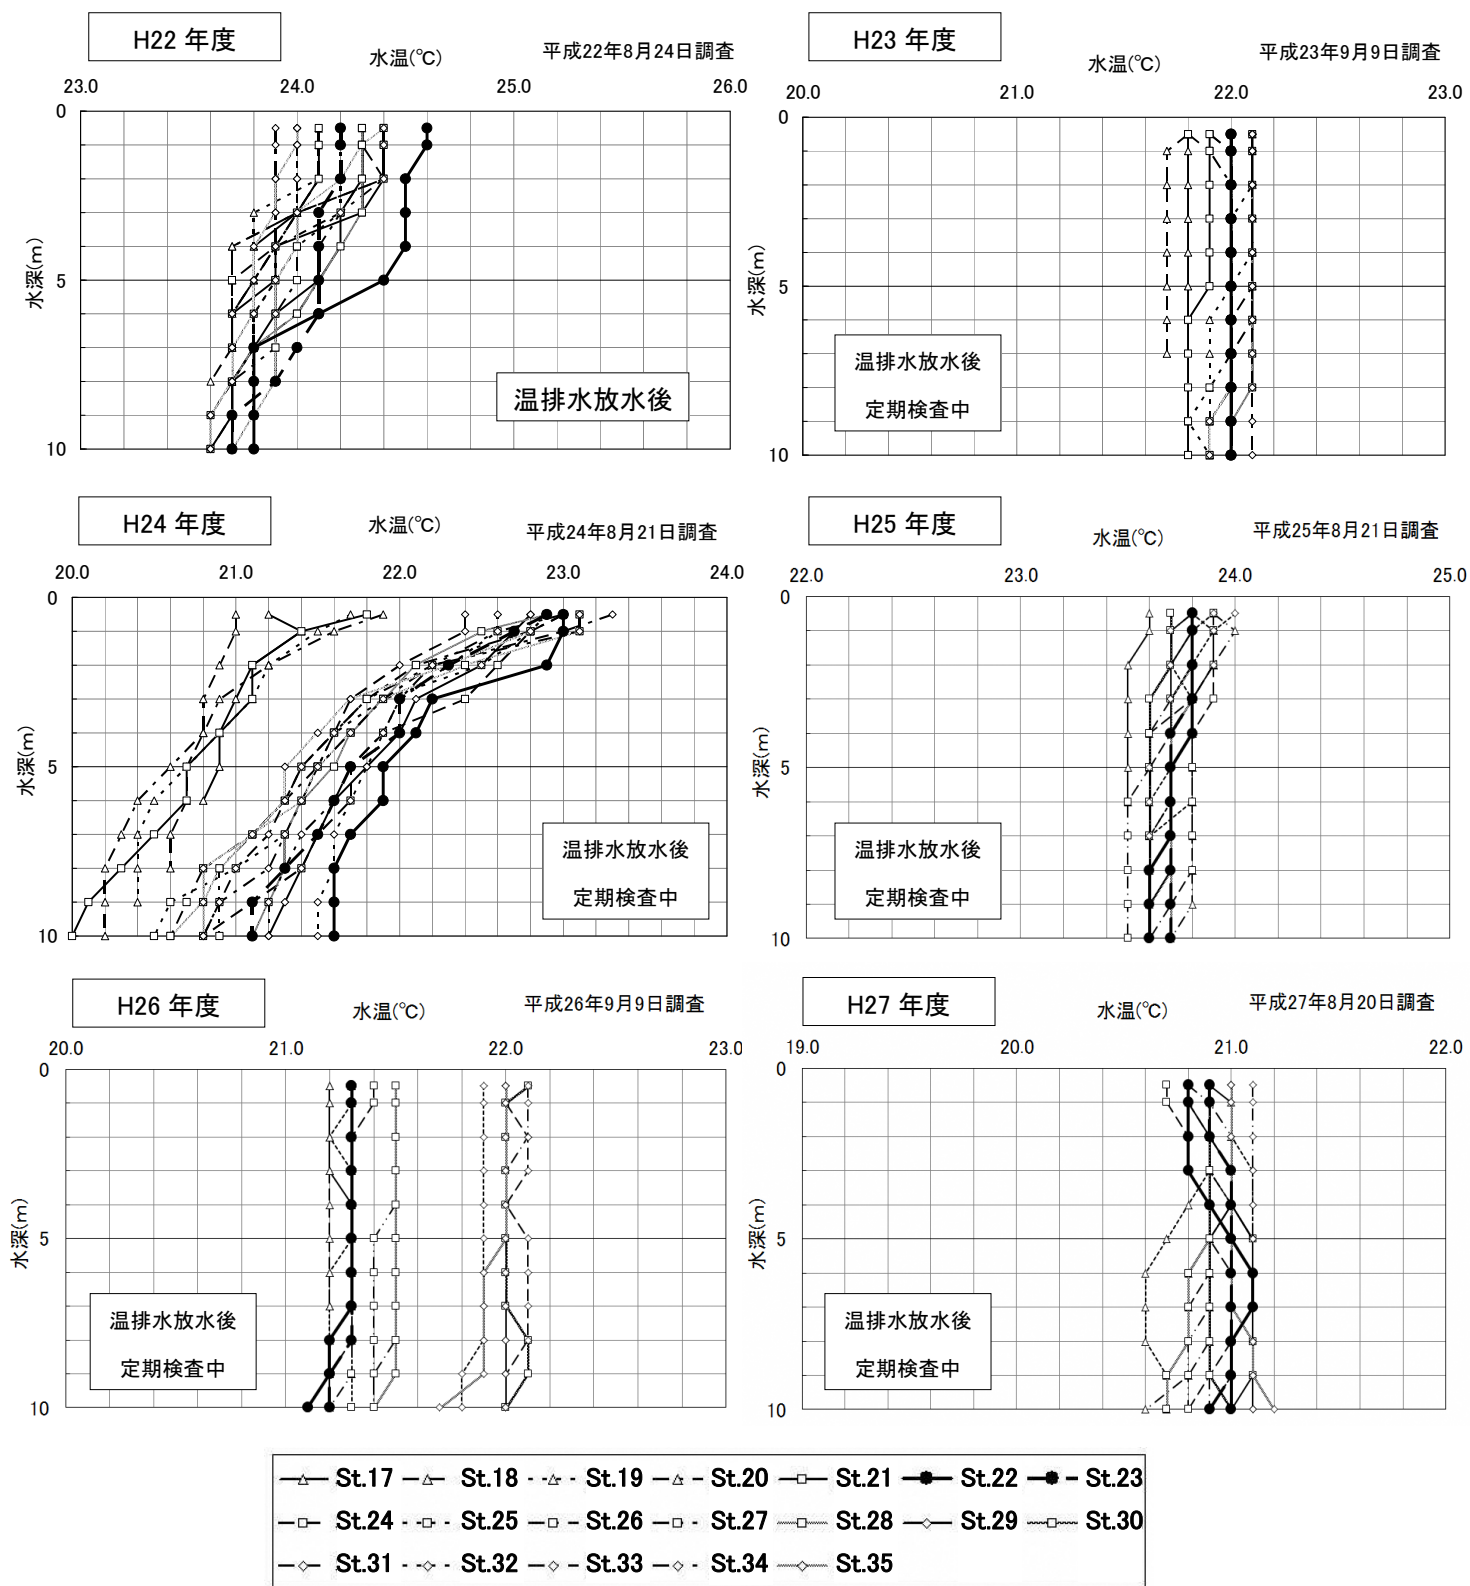 H22 年度
水温(℃)
平成22年8月24日調査
23.0 24.0 25.0 26.0
0
5
10
水深(m)
温排水放水後
H23 年度
水温(℃)
平成23年9月9日調査
20.0 21.0 22.0 23.0
0
5
10
水深(m)
温排水放水後
定期検査中
H24 年度
水温(℃)
平成24年8月21日調査
20.0 21.0 22.0 23.0 24.0
0
5
10
水深(m)
温排水放水後
定期検査中
H25 年度
水温(℃)
平成25年8月21日調査
22.0 23.0 24.0 25.0
0
5
10
水深(m)
温排水放水後
定期検査中
H26 年度
水温(℃)
平成26年9月9日調査
20.0 21.0 22.0 23.0
0
5
10
水深(m)
温排水放水後
定期検査中
H27 年度
水温(℃)
平成27年8月20日調査
19.0 20.0 21.0 22.0
0
5
10
水深(m)
温排水放水後
定期検査中
St.17 St.18 St.19 St.20 St.21 St.22 St.23
St.24 St.25 St.26 St.27 St.28 St.29 St.30
St.31 St.32 St.33 St.34 St.35